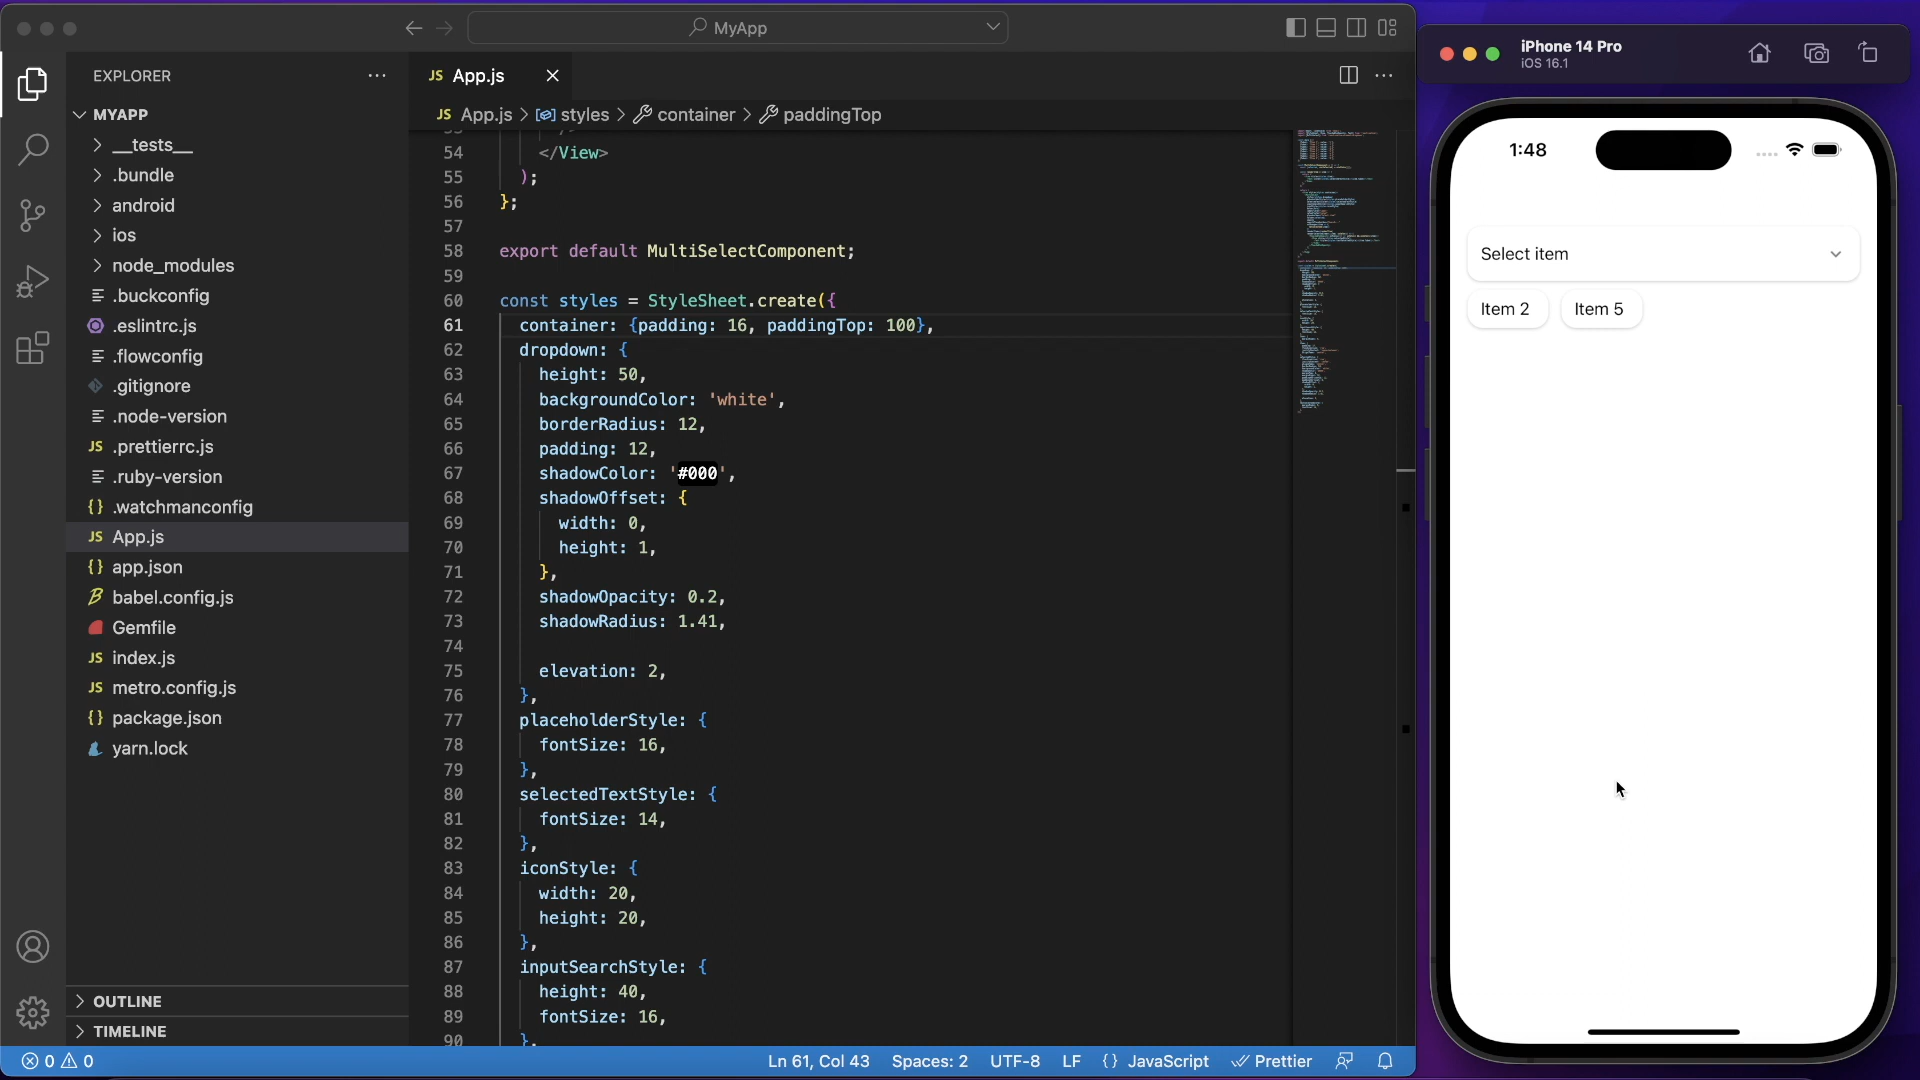 MyApp
EXPLORER
MYAPP
__tests__
.bundle
android
ios
node_modules
.buckconfig
.eslintrc.js
.flowconfig
.gitignore
.node-version
JS .prettierrc.js
.ruby-version
{} .watchmanconfig
JS App.js
{} app.json
babel.config.js
Gemfile
JS index.js
JS metro.config.js
{} package.json
yarn.lock
OUTLINE
TIMELINE
JS App.js
JS App.js > styles > container > paddingTop
54 </View>
55 );
56 };
57
58 export default MultiSelectComponent;
59
60 const styles = StyleSheet.create({
61 container: {padding: 16, paddingTop: 100},
62 dropdown: {
63 height: 50,
64 backgroundColor: 'white',
65 borderRadius: 12,
66 padding: 12,
67 shadowColor: '#000',
68 shadowOffset: {
69 width: 0,
70 height: 1,
71 },
72 shadowOpacity: 0.2,
73 shadowRadius: 1.41,
74
75 elevation: 2,
76 },
77 placeholderStyle: {
78 fontSize: 16,
79 },
80 selectedTextStyle: {
81 fontSize: 14,
82 },
83 iconStyle: {
84 width: 20,
85 height: 20,
86 },
87 inputSearchStyle: {
88 height: 40,
89 fontSize: 16,
90 },
0 0
Ln 61, Col 43 Spaces: 2 UTF-8 LF {} JavaScript Prettier
iPhone 14 Pro
iOS 16.1
1:48
Select item
Item 2 Item 5